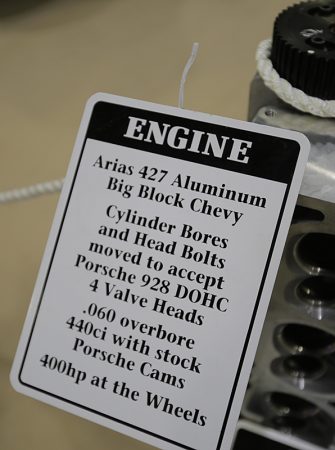 ENGINE
Arias 427 Aluminum
Big Block Chevy
Cylinder Bores
and Head Bolts
moved to accept
Porsche 928 DOHC
4 Valve Heads
.060 overbore
440ci with stock
Porsche Cams
400hp at the Wheels